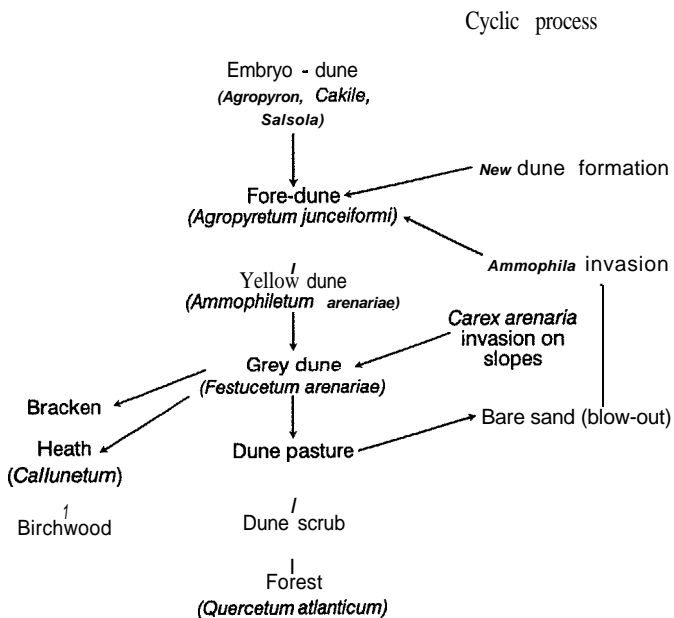 Cyclic process
Embryo - dune
(Agropyron, Cakile,
Salsola)
New dune formation
Fore-dune
(Agropyretum junceiformi)
Ammophila invasion
Yellow dune
(Ammophiletum arenariae)
Carex arenaria
invasion on
slopes
Grey dune
(Festucetum arenariae)
Bracken
Bare sand (blow-out)
Heath
(Callunetum)
Dune pasture
1
Birchwood
Dune scrub
Forest
(Quercetum atlanticum)